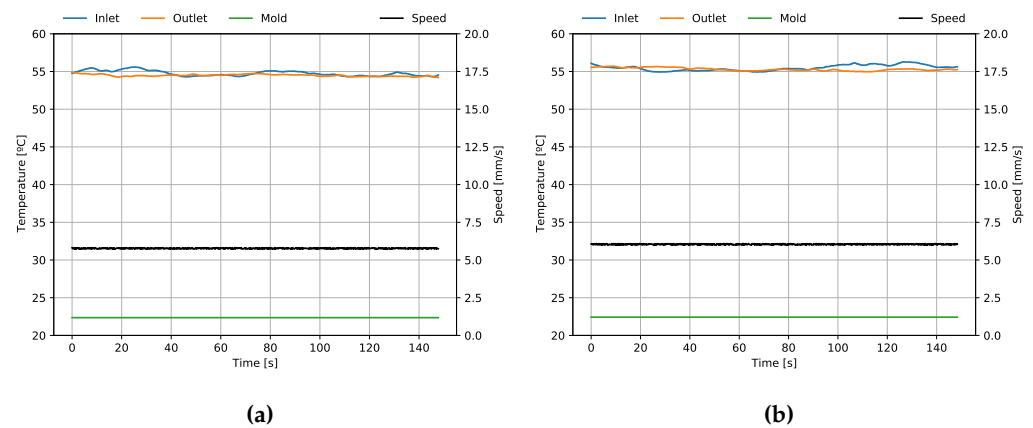 Inlet Outlet Mold Speed
60 20.0
55 17.5
50 15.0
45 12.5
40 10.0
35 7.5
30 5.0
25 2.5
20 0.0
Temperature [ºC]
Speed [mm/s]
0 20 40 60 80 100 120 140
Time [s]
(a)
Inlet Outlet Mold Speed
60 20.0
55 17.5
50 15.0
45 12.5
40 10.0
35 7.5
30 5.0
25 2.5
20 0.0
Temperature [ºC]
Speed [mm/s]
0 20 40 60 80 100 120 140
Time [s]
(b)